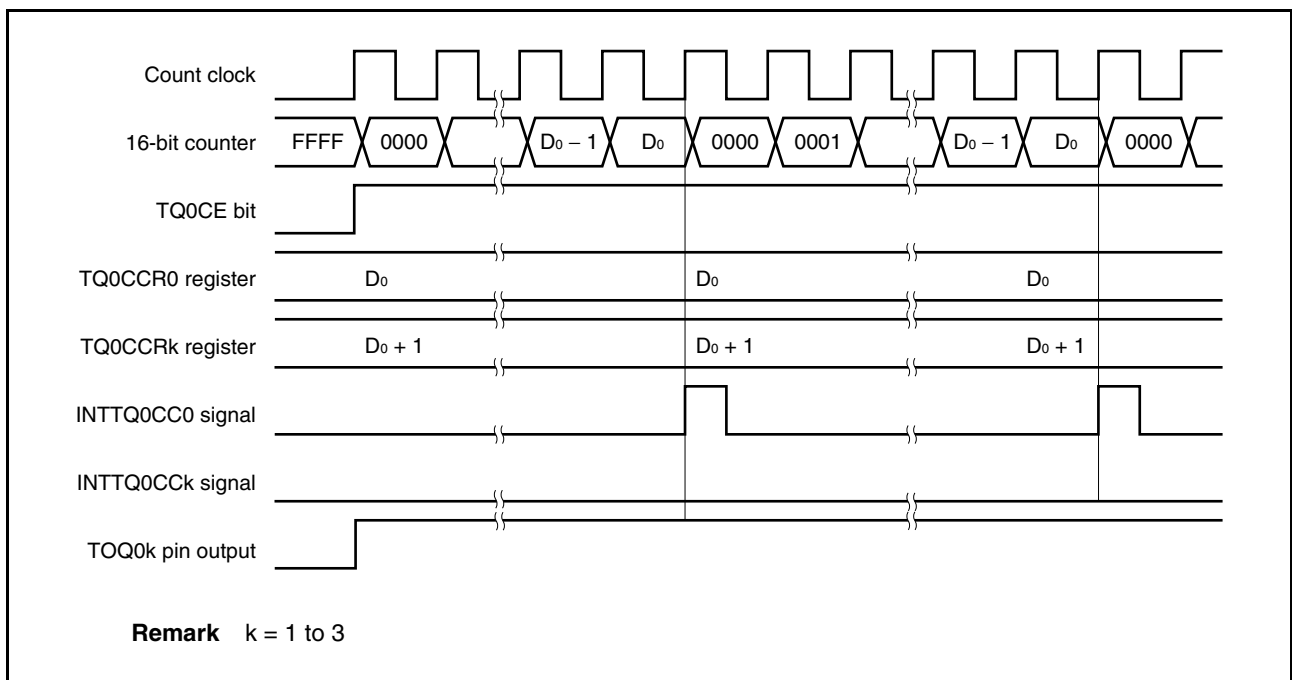 Count clock
16-bit counter FFFF 0000 D0 − 1 D0 0000 0001 D0 − 1 D0 0000
TQ0CE bit
TQ0CCR0 register D0 D0 D0
TQ0CCRk register D0 + 1 D0 + 1 D0 + 1
INTTQ0CC0 signal
INTTQ0CCk signal
TOQ0k pin output
Remark k = 1 to 3